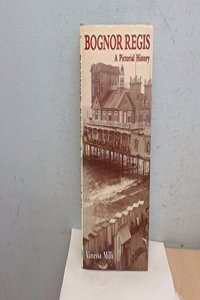 BOGNOR REGIS
A Pictorial History
Vanessa Mills